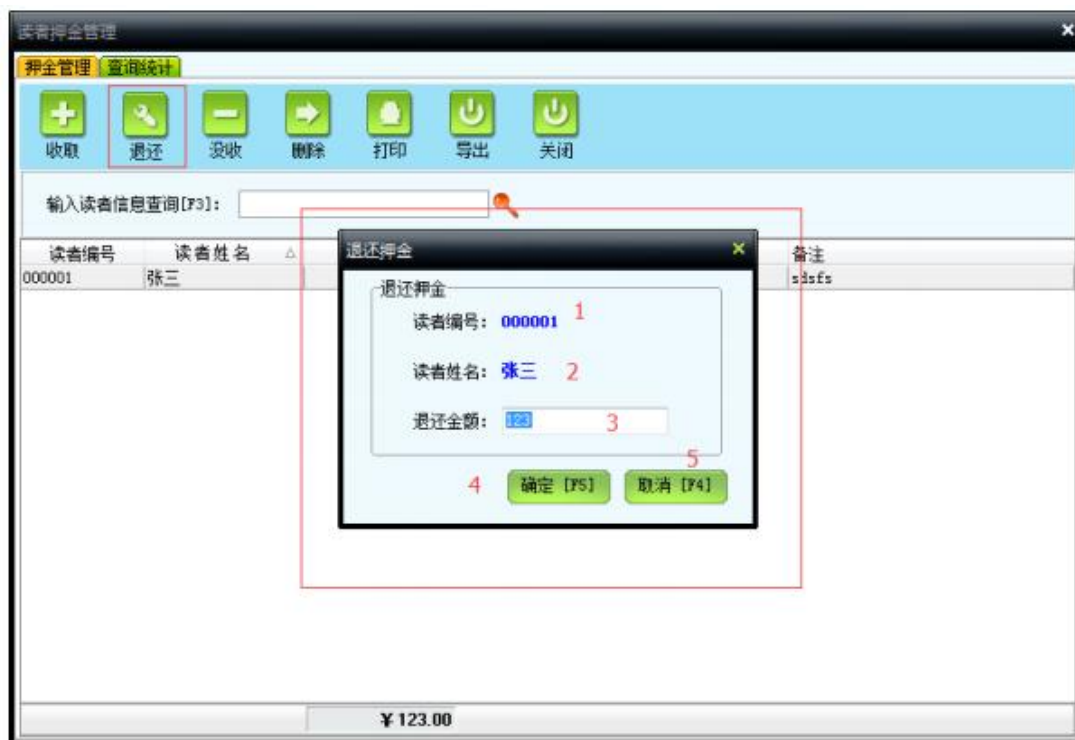 读者押金管理
押金管理 查询统计
收取 退还 没收 删除 打印 导出 关闭
输入读者信息查询[F3]:
读者编号 读者姓名 备注
000001 张三 sdsfs
退还押金
退还押金
读者编号: 000001 1
读者姓名: 张三 2
退还金额: 123 3
5
4 确定 [F5] 取消 [F4]
¥123.00